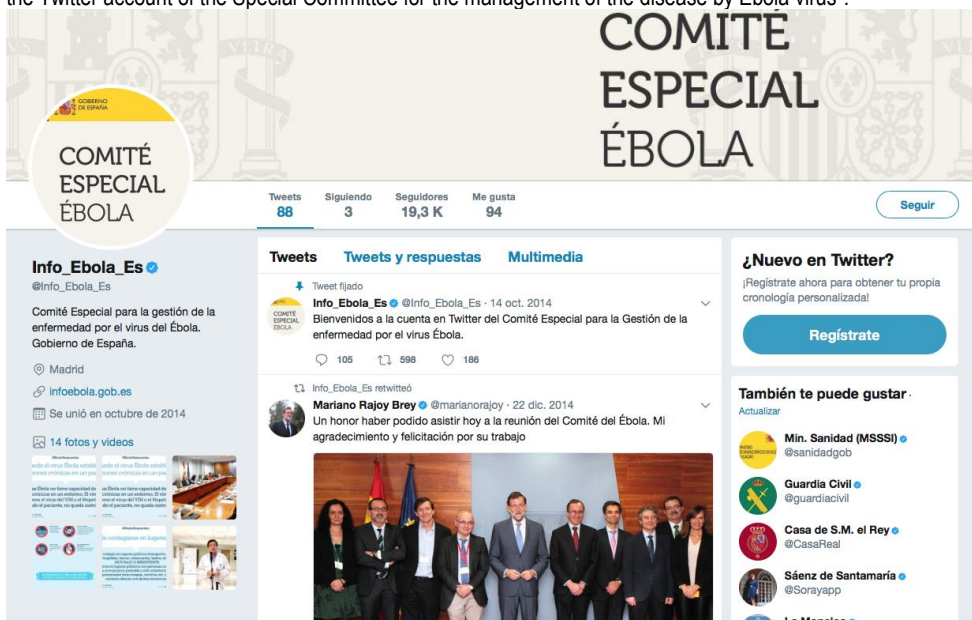 the Twitter account of the Special Committee for the management of the disease by Ebola virus".
COMITÉ
ESPECIAL
ÉBOLA
GOBIERNO
DE ESPAÑA
COMITÉ
ESPECIAL
ÉBOLA
Tweets Siguiendo Seguidores Me gusta
88 3 19,3 K 94
Seguir
Info_Ebola_Es
@Info_Ebola_Es
Comité Especial para la gestión de la
enfermedad por el virus del Ébola.
Gobierno de España.
Madrid
infoebola.gob.es
Se unió en octubre de 2014
14 fotos y videos
Tweets Tweets y respuestas Multimedia
Tweet fijado
Info_Ebola_Es @Info_Ebola_Es · 14 oct. 2014
Bienvenidos a la cuenta en Twitter del Comité Especial para la Gestión de la
enfermedad por el virus Ébola.
105 598 186
Info_Ebola_Es retwitteó
Mariano Rajoy Brey @marianorajoy · 22 dic. 2014
Un honor haber podido asistir hoy a la reunión del Comité del Ébola. Mi
agradecimiento y felicitación por su trabajo
¿Nuevo en Twitter?
¡Regístrate ahora para obtener tu propia
cronología personalizada!
Regístrate
También te puede gustar ·
Actualizar
Min. Sanidad (MSSSI)
@sanidadgob
Guardia Civil
@guardiacivil
Casa de S.M. el Rey
@CasaReal
Sáenz de Santamaría
@Sorayapp